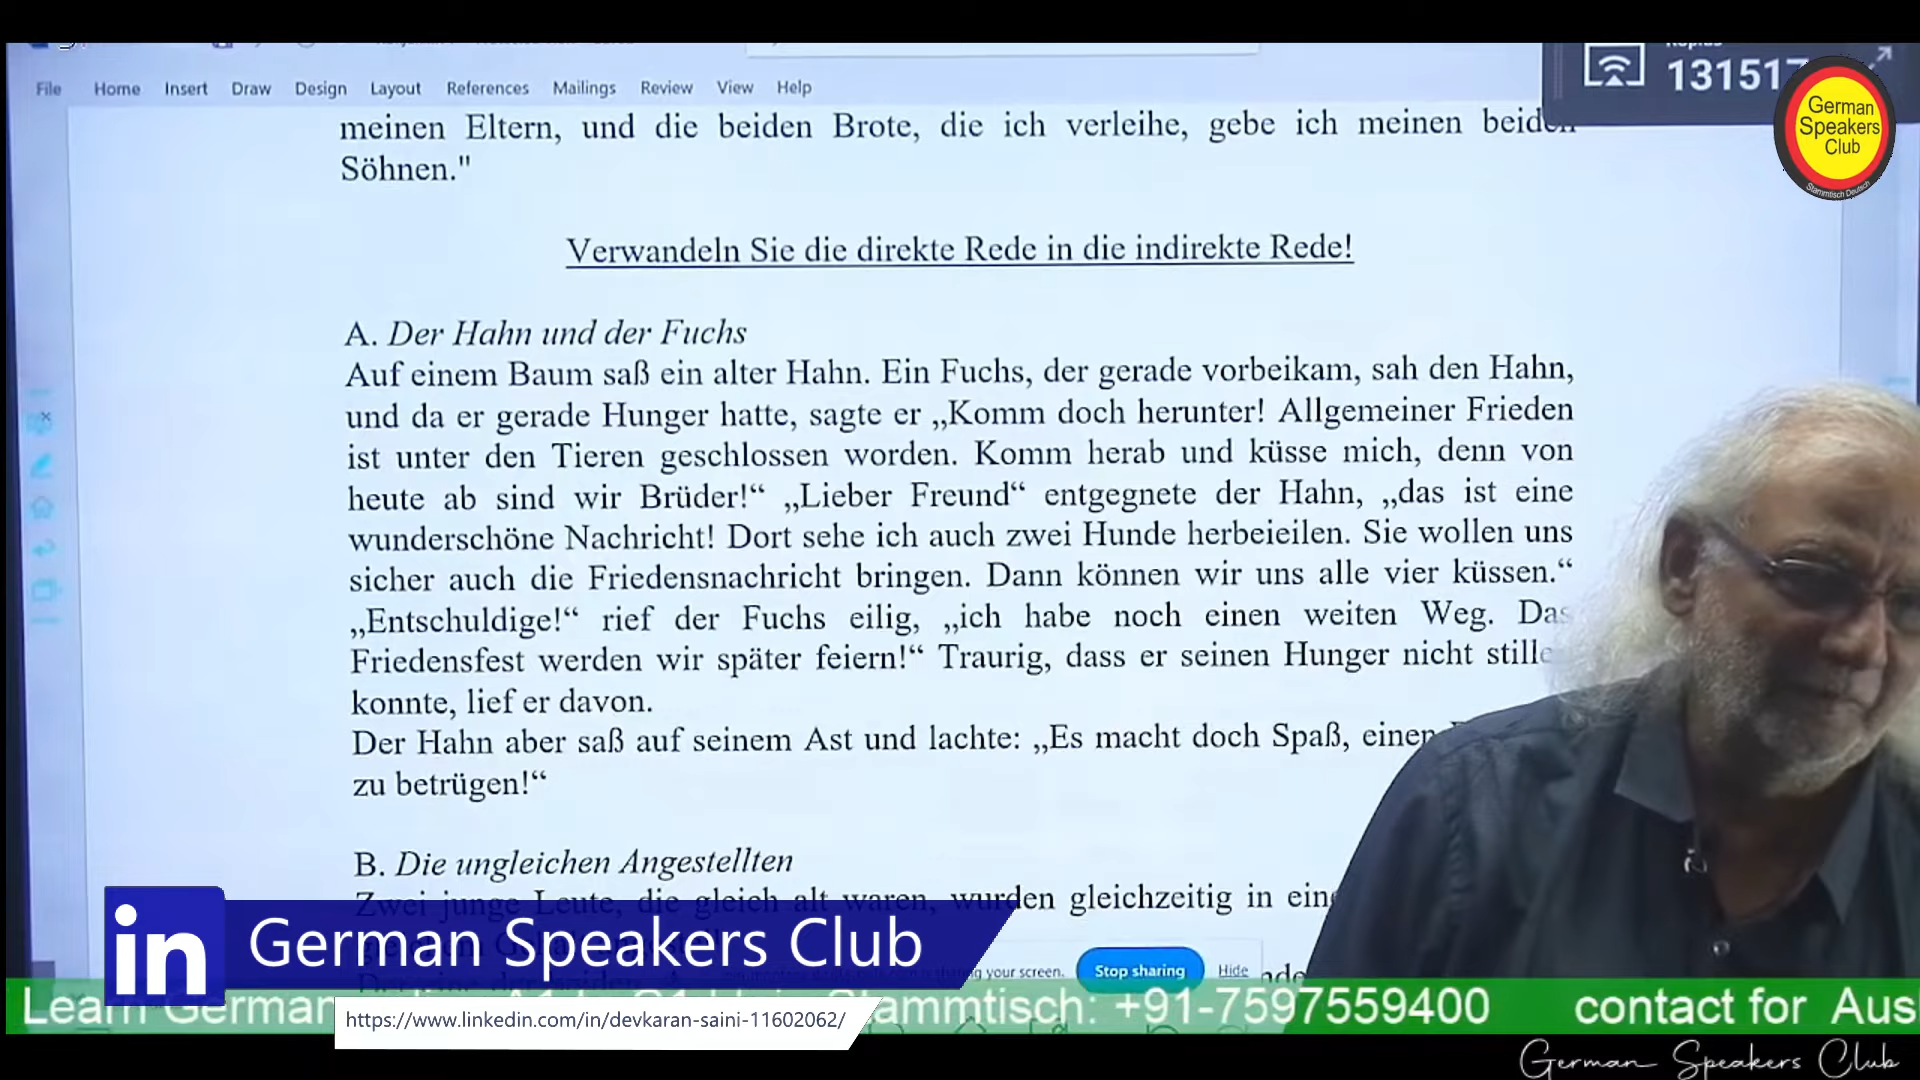 File Home Insert Draw Design Layout References Mailings Review View Help
13151
German
Speakers
Club
Stammtisch Deutsch
meinen Eltern, und die beiden Brote, die ich verleihe, gebe ich meinen beiden
Söhnen."
Verwandeln Sie die direkte Rede in die indirekte Rede!
A. Der Hahn und der Fuchs
Auf einem Baum saß ein alter Hahn. Ein Fuchs, der gerade vorbeikam, sah den Hahn,
und da er gerade Hunger hatte, sagte er „Komm doch herunter! Allgemeiner Frieden
ist unter den Tieren geschlossen worden. Komm herab und küsse mich, denn von
heute ab sind wir Brüder!“ „Lieber Freund“ entgegnete der Hahn, „das ist eine
wunderschöne Nachricht! Dort sehe ich auch zwei Hunde herbeieilen. Sie wollen uns
sicher auch die Friedensnachricht bringen. Dann können wir uns alle vier küssen.“
„Entschuldige!“ rief der Fuchs eilig, „ich habe noch einen weiten Weg. Das
Friedensfest werden wir später feiern!“ Traurig, dass er seinen Hunger nicht stille
konnte, lief er davon.
Der Hahn aber saß auf seinem Ast und lachte: „Es macht doch Spaß, einen
zu betrügen!“
B. Die ungleichen Angestellten
Zwei junge Leute, die gleich alt waren, wurden gleichzeitig in
in German Speakers Club
your screen. Stop sharing Hide
Learn German Stammtisch: +91-7597559400 contact for Aus
https://www.linkedin.com/in/devkaran-saini-11602062/
German Speakers Club